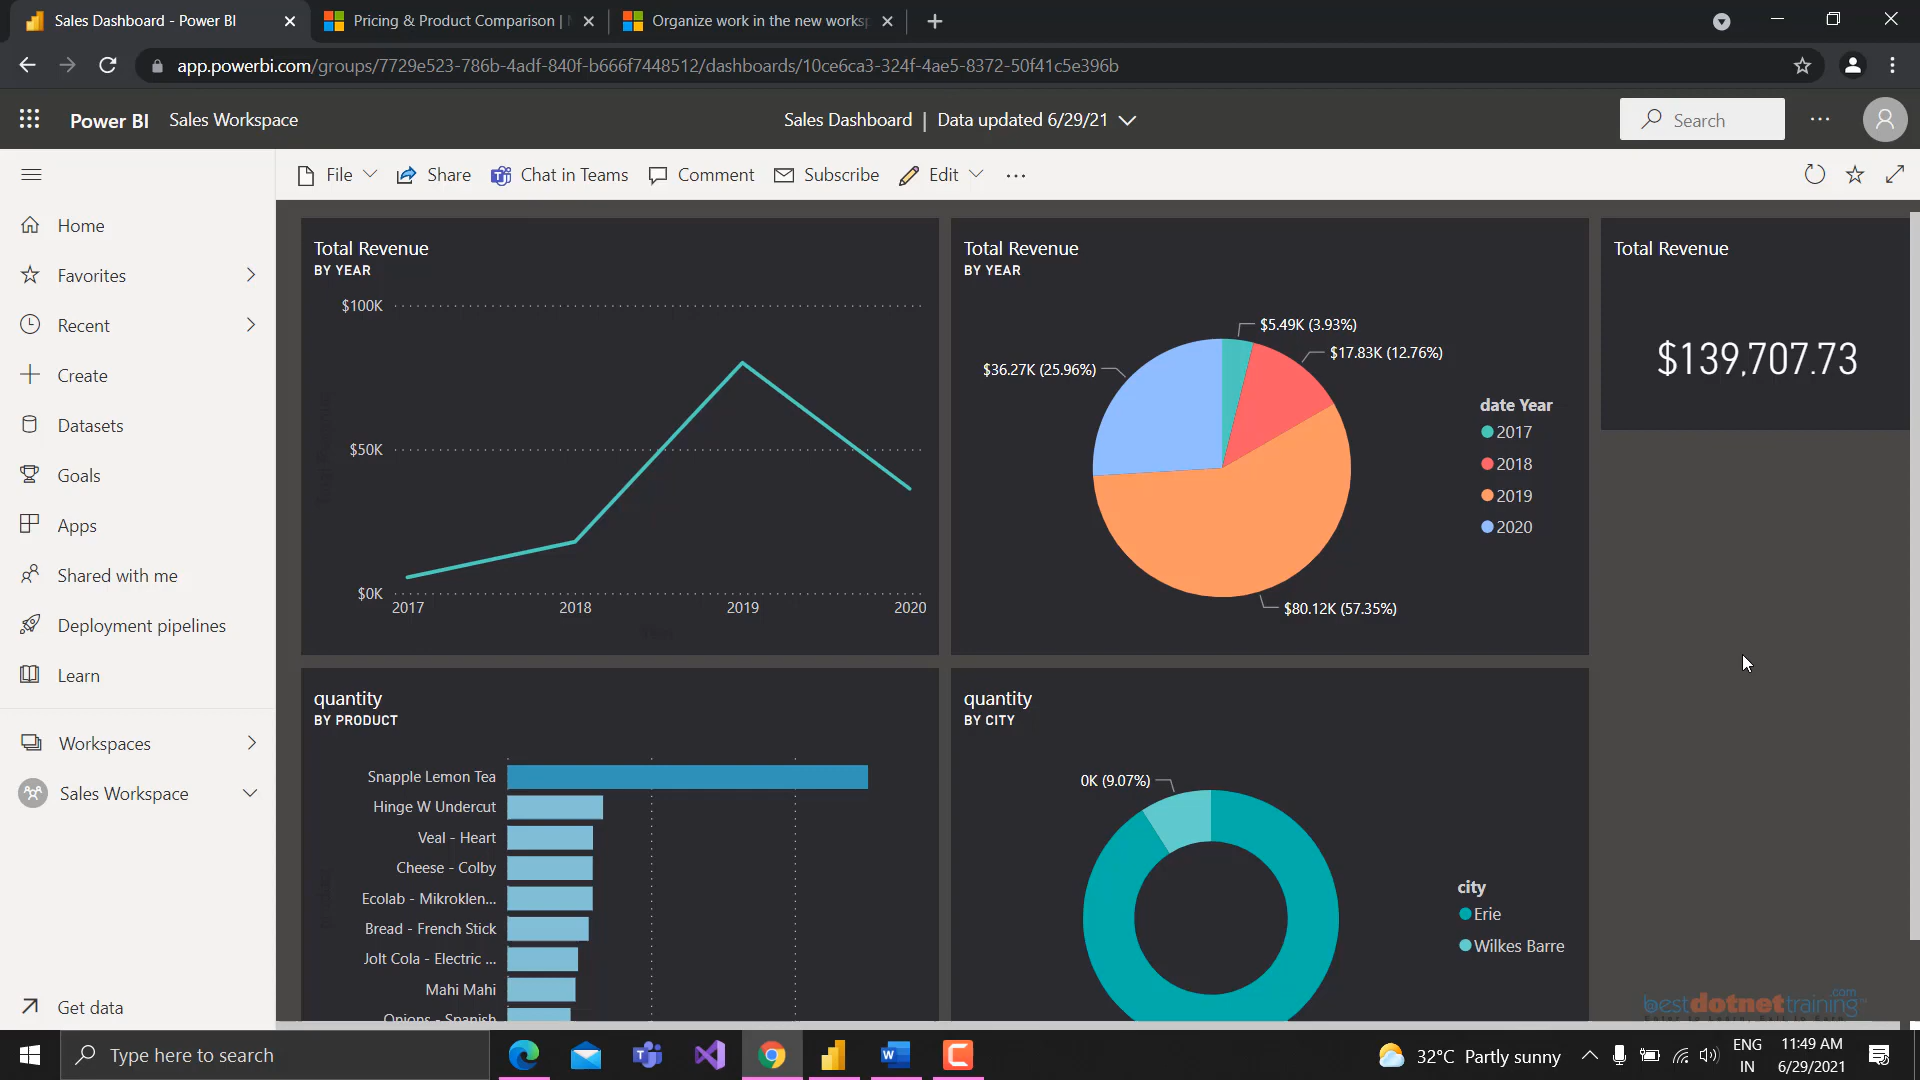 Sales Dashboard - Power BI
Pricing & Product Comparison |
Organize work in the new works
app.powerbi.com/groups/7729e523-786b-4adf-840f-b666f7448512/dashboards/10ce6ca3-324f-4ae5-8372-50f41c5e396b
Power BI Sales Workspace
Sales Dashboard | Data updated 6/29/21
Search
File
Share
Chat in Teams
Comment
Subscribe
Edit
Home
Favorites
Recent
Create
Datasets
Goals
Apps
Shared with me
Deployment pipelines
Learn
Workspaces
Sales Workspace
Get data
Total Revenue
BY YEAR
$100K
$50K
$0K
2017 2018 2019 2020
Total Revenue
BY YEAR
$5.49K (3.93%)
$17.83K (12.76%)
$36.27K (25.96%)
$80.12K (57.35%)
date Year
2017
2018
2019
2020
Total Revenue
$139,707.73
quantity
BY PRODUCT
Snapple Lemon Tea
Hinge W Undercut
Veal - Heart
Cheese - Colby
Ecolab - Mikroklen...
Bread - French Stick
Jolt Cola - Electric ...
Mahi Mahi
Onions - Spanish
quantity
BY CITY
0K (9.07%)
city
Erie
Wilkes Barre
bestdotnettraining.com
Type here to search
32°C Partly sunny
ENG
IN
11:49 AM
6/29/2021